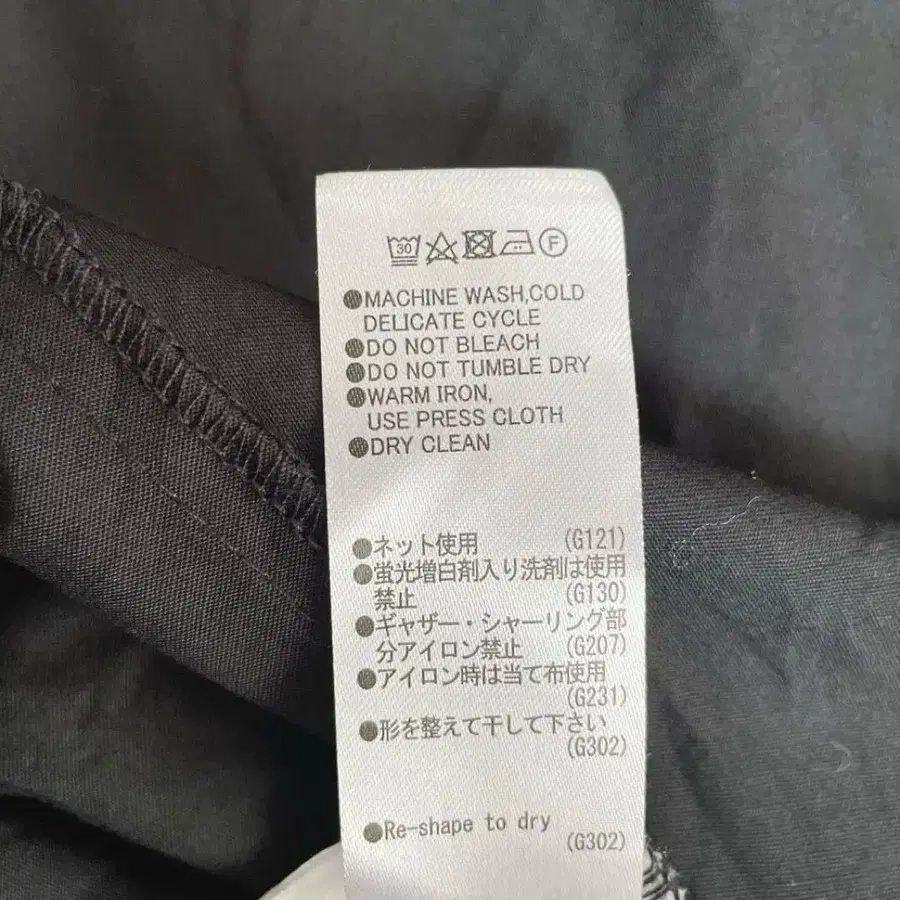 30 F
●MACHINE WASH,COLD
DELICATE CYCLE
●DO NOT BLEACH
●DO NOT TUMBLE DRY
●WARM IRON,
USE PRESS CLOTH
●DRY CLEAN
●ネット使用 (G121)
●蛍光増白剤入り洗剤は使用
禁止 (G130)
●ギャザー・シャーリング部
分アイロン禁止 (G207)
●アイロン時は当て布使用
(G231)
●形を整えて干して下さい
(G302)
●Re-shape to dry
(G302)